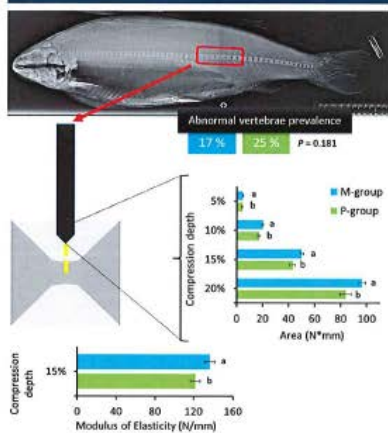 Abnormal vertebrae prevalence
17 % 25 % P = 0.181
M-group
P-group
Compression depth
5% a
b
10% a
b
15% a
b
20% a
b
0 20 40 60 80 100
Area (N*mm)
Compression depth
15% a
b
0 40 80 120 160
Modulus of Elasticity (N/mm)